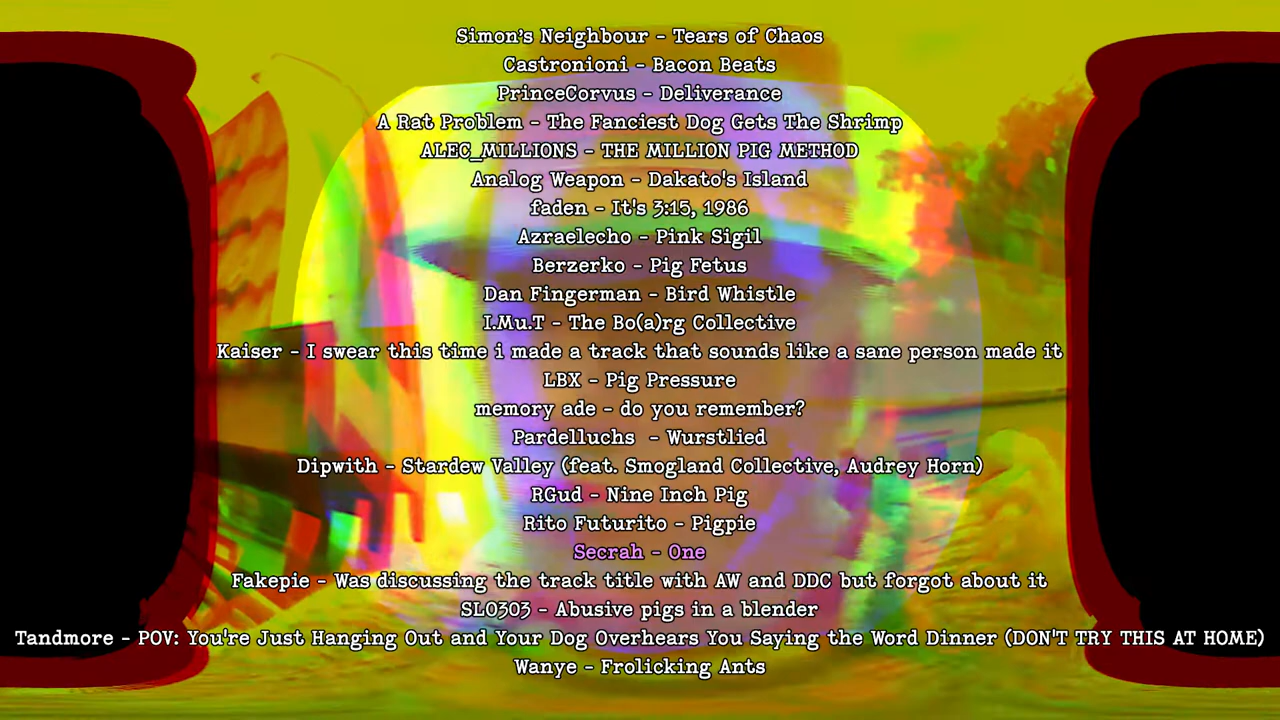 Simon's Neighbour - Tears of Chaos
Castronioni - Bacon Beats
PrinceCorvus - Deliverance
A Rat Problem - The Fanciest Dog Gets The Shrimp
ALEC_MILLIONS - THE MILLION PIG METHOD
Analog Weapon - Dakato's Island
faden - It's 3:15, 1986
Azraelecho - Pink Sigil
Berzerko - Pig Fetus
Dan Fingerman - Bird Whistle
I.Mu.T - The Bo(a)rg Collective
Kaiser - I swear this time i made a track that sounds like a sane person made it
LBX - Pig Pressure
memory ade - do you remember?
Pardelluchs - Wurstlied
Dipwith - Stardew Valley (feat. Smogland Collective, Audrey Horn)
RGud - Nine Inch Pig
Rito Futurito - Pigpie
Secrah - One
Fakepie - Was discussing the track title with AW and DDC but forgot about it
SL0303 - Abusive pigs in a blender
Tandmore - POV: You're Just Hanging Out and Your Dog Overhears You Saying the Word Dinner (DON'T TRY THIS AT HOME)
Wanye - Frolicking Ants